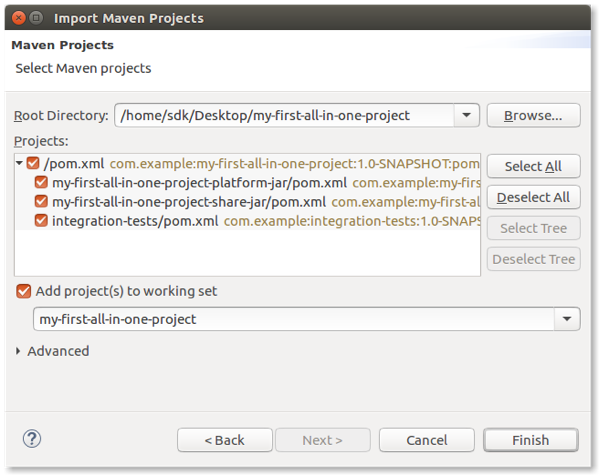 Import Maven Projects
Maven Projects
Select Maven projects
Root Directory: /home/sdk/Desktop/my-first-all-in-one-project Browse...
Projects:
/pom.xml com.example:my-first-all-in-one-project:1.0-SNAPSHOT:pom
my-first-all-in-one-project-platform-jar/pom.xml com.example:my-firs
my-first-all-in-one-project-share-jar/pom.xml com.example:my-first-al
integration-tests/pom.xml com.example:integration-tests:1.0-SNAPS
Select All
Deselect All
Select Tree
Deselect Tree
Add project(s) to working set
my-first-all-in-one-project
Advanced
? < Back Next > Cancel Finish